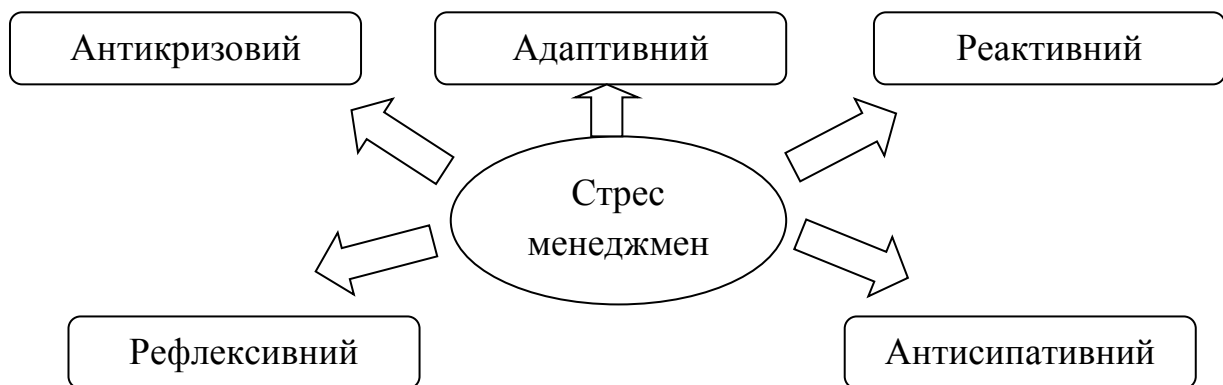 Антикризовий
Адаптивний
Реактивний
Стрес
менеджмен
Рефлексивний
Антисипативний